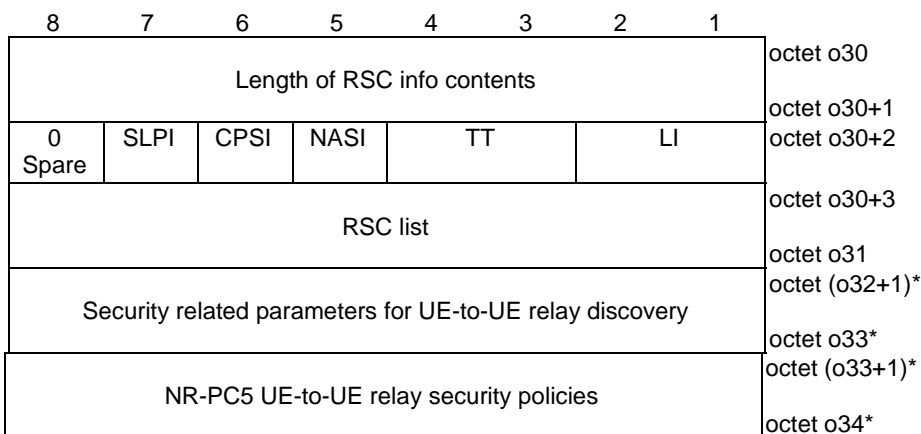 8 7 6 5 4 3 2 1
Length of RSC info contents
octet o30
octet o30+1
0 Spare
SLPI
CPSI
NASI
TT
LI
octet o30+2
RSC list
octet o30+3
octet o31
Security related parameters for UE-to-UE relay discovery
octet (o32+1)*
octet o33*
NR-PC5 UE-to-UE relay security policies
octet (o33+1)*
octet o34*